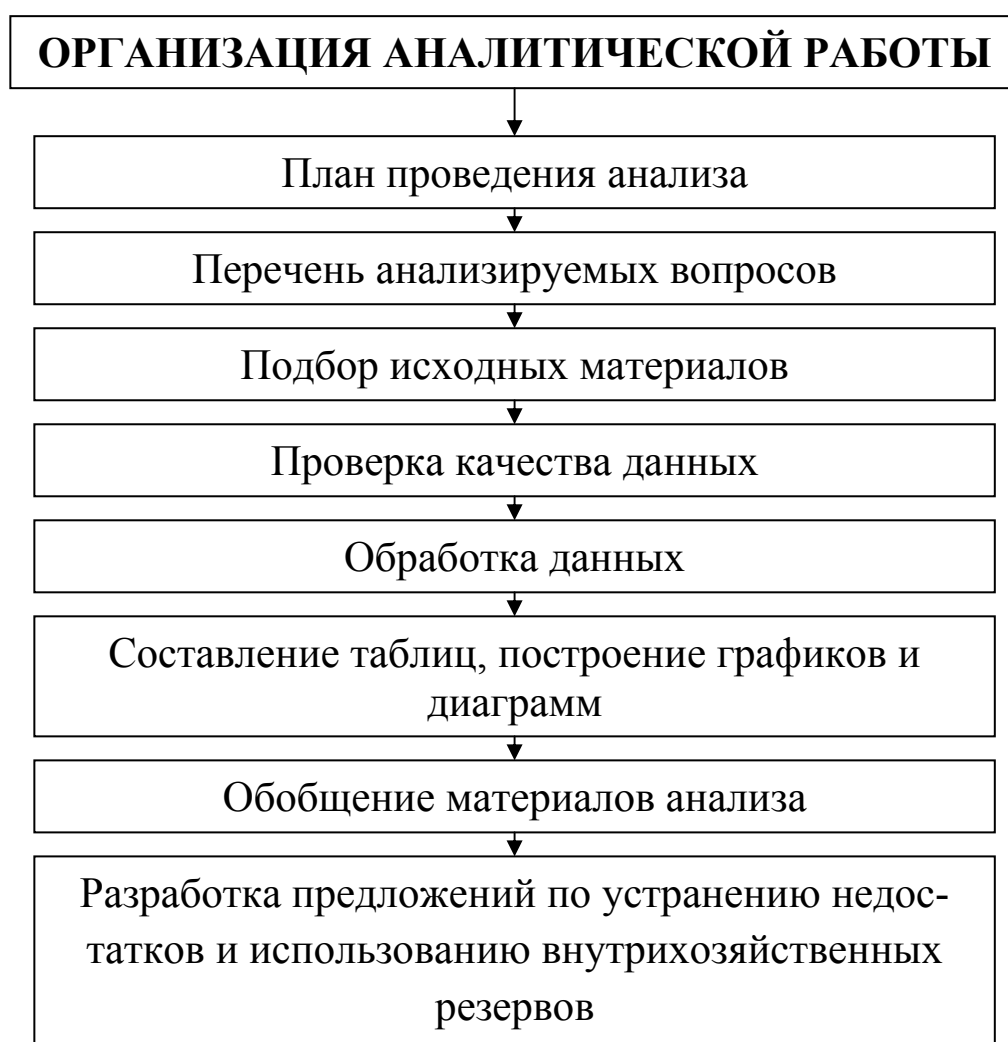 ОРГАНИЗАЦИЯ АНАЛИТИЧЕСКОЙ РАБОТЫ
План проведения анализа
Перечень анализируемых вопросов
Подбор исходных материалов
Проверка качества данных
Обработка данных
Составление таблиц, построение графиков и
диаграмм
Обобщение материалов анализа
Разработка предложений по устранению недос-
татков и использованию внутрихозяйственных
резервов